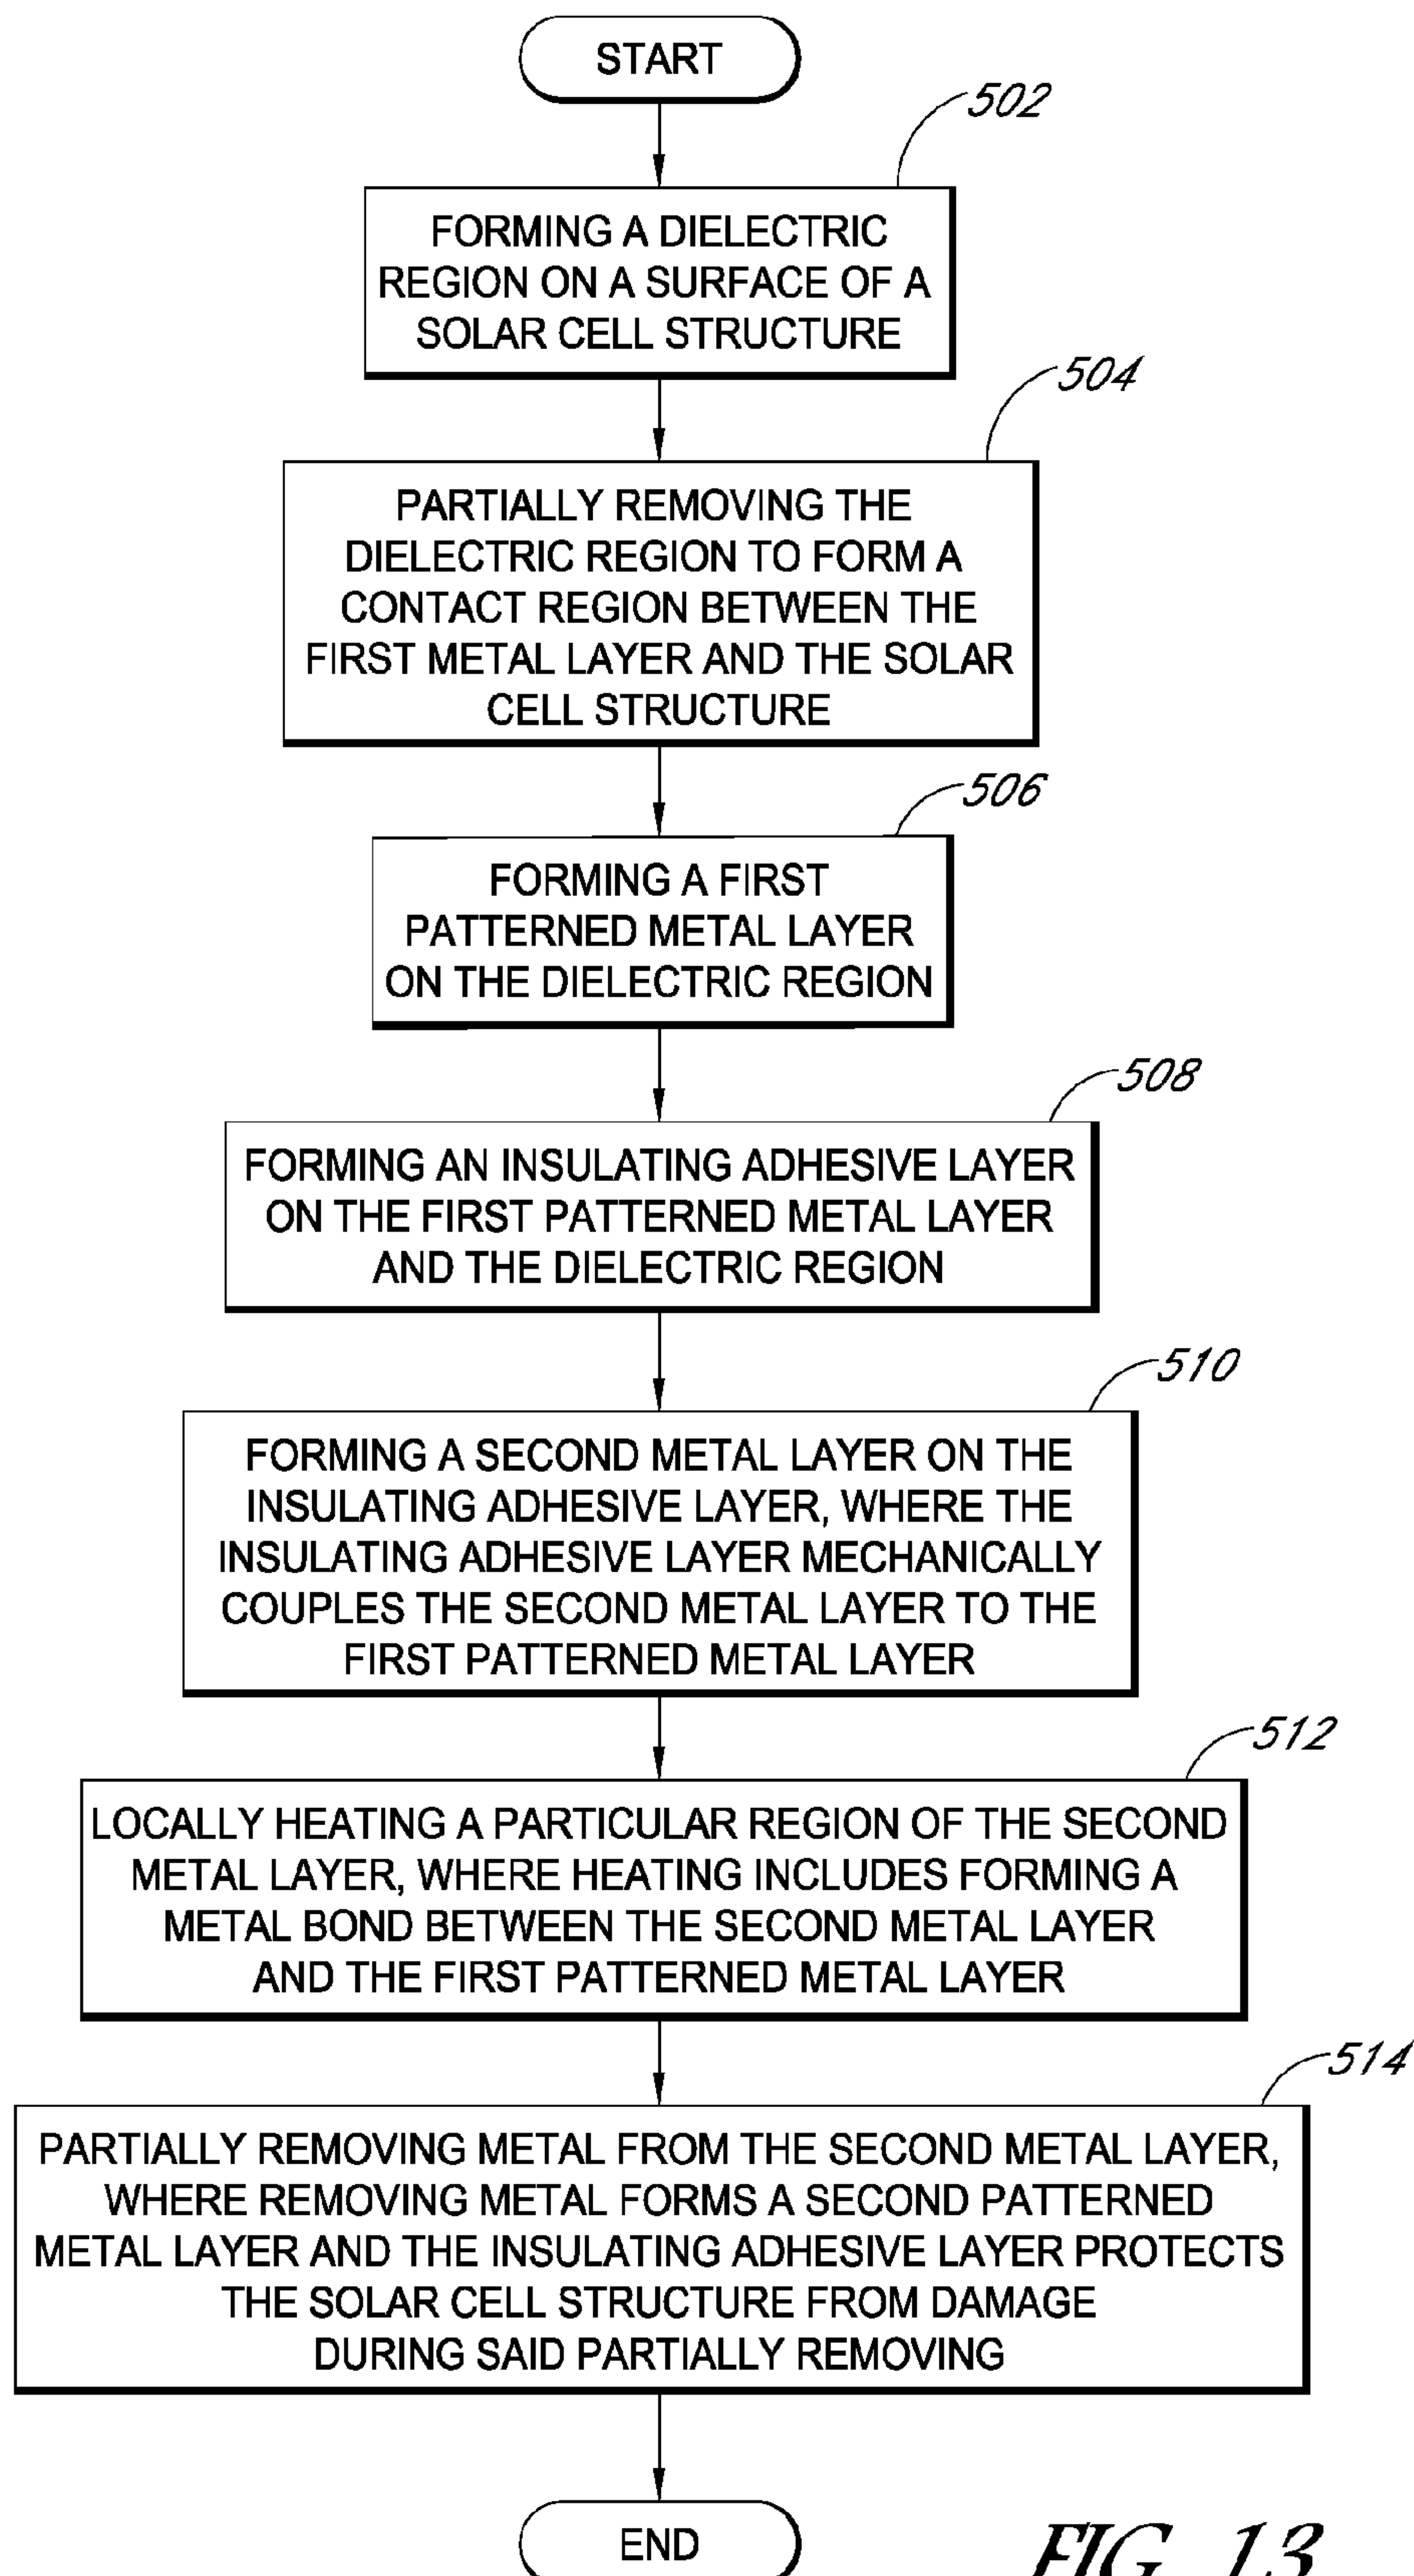 START
502
FORMING A DIELECTRIC
REGION ON A SURFACE OF A
SOLAR CELL STRUCTURE
504
PARTIALLY REMOVING THE
DIELECTRIC REGION TO FORM A
CONTACT REGION BETWEEN THE
FIRST METAL LAYER AND THE SOLAR
CELL STRUCTURE
506
FORMING A FIRST
PATTERNED METAL LAYER
ON THE DIELECTRIC REGION
508
FORMING AN INSULATING ADHESIVE LAYER
ON THE FIRST PATTERNED METAL LAYER
AND THE DIELECTRIC REGION
510
FORMING A SECOND METAL LAYER ON THE
INSULATING ADHESIVE LAYER, WHERE THE
INSULATING ADHESIVE LAYER MECHANICALLY
COUPLES THE SECOND METAL LAYER TO THE
FIRST PATTERNED METAL LAYER
512
LOCALLY HEATING A PARTICULAR REGION OF THE SECOND
METAL LAYER, WHERE HEATING INCLUDES FORMING A
METAL BOND BETWEEN THE SECOND METAL LAYER
AND THE FIRST PATTERNED METAL LAYER
514
PARTIALLY REMOVING METAL FROM THE SECOND METAL LAYER,
WHERE REMOVING METAL FORMS A SECOND PATTERNED
METAL LAYER AND THE INSULATING ADHESIVE LAYER PROTECTS
THE SOLAR CELL STRUCTURE FROM DAMAGE
DURING SAID PARTIALLY REMOVING
END
FIG. 13